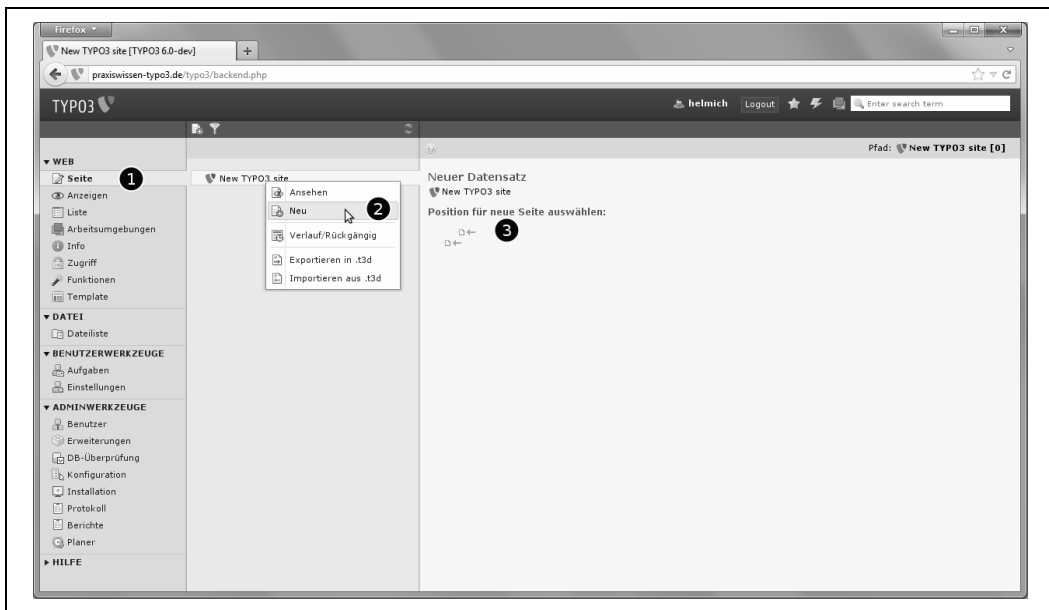 Firefox
New TYPO3 site [TYPO3 6.0-dev]
praxiswissen-typo3.de/typo3/backend.php
TYPO3
helmich Logout Enter search term
Pfad: New TYPO3 site [0]
WEB
Seite 1
Anzeigen
Liste
Arbeitsumgebungen
Info
Zugriff
Funktionen
Template
DATEI
Dateiliste
BENUTZERWERKZEUGE
Aufgaben
Einstellungen
ADMINWERKZEUGE
Benutzer
Erweiterungen
DB-Überprüfung
Konfiguration
Installation
Protokoll
Berichte
Planer
HILFE
New TYPO3 site
Ansehen
Neu 2
Verlauf/Rückgängig
Exportieren in .t3d
Importieren aus .t3d
Neuer Datensatz
New TYPO3 site
Position für neue Seite auswählen:
3